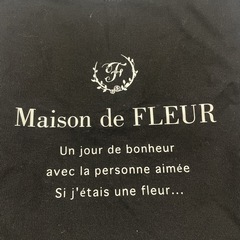 F
Maison de FLEUR
Un jour de bonheur
avec la personne aimée
Si j'étais une fleur...